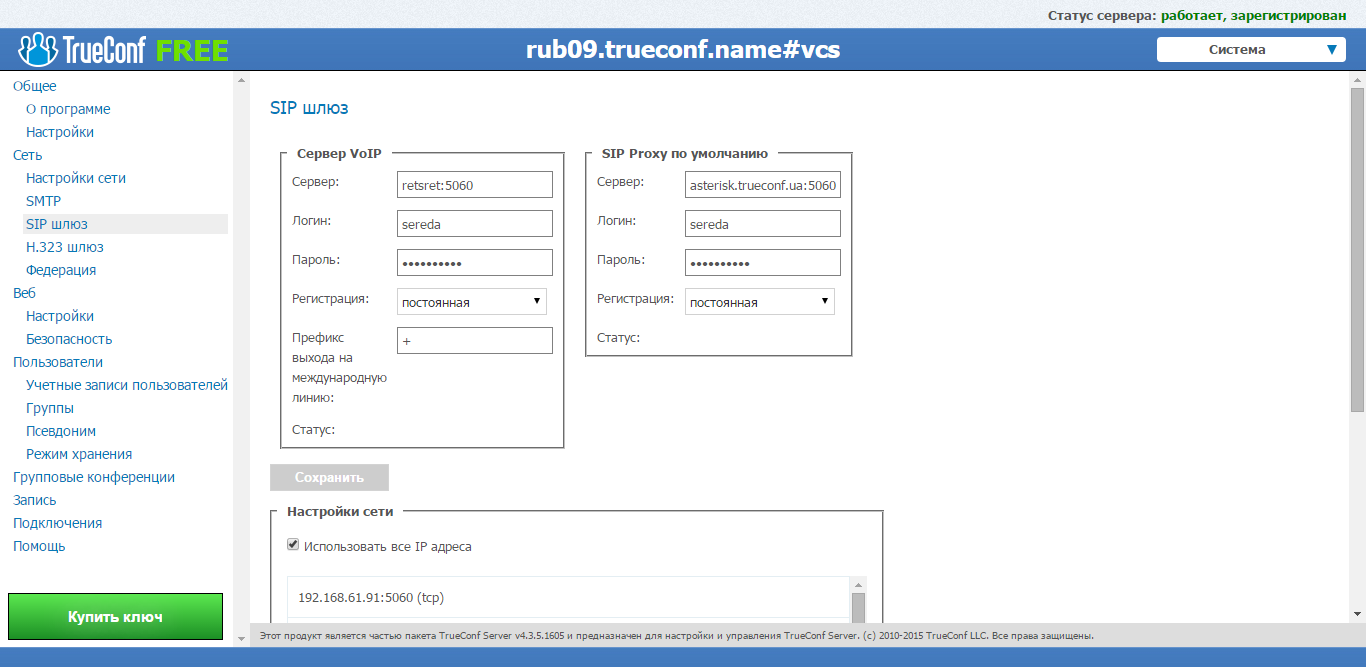 Статус сервера: работает, зарегистрирован
TrueConf FREE
rub09.trueconf.name#vcs
Система
Общее
О программе
Настройки
Сеть
Настройки сети
SMTP
SIP шлюз
H.323 шлюз
Федерация
Веб
Настройки
Безопасность
Пользователи
Учетные записи пользователей
Группы
Псевдоним
Режим хранения
Групповые конференции
Запись
Подключения
Помощь
Купить ключ
SIP шлюз
Сервер VoIP
Сервер: retsret:5060
Логин: sereda
Пароль: ••••••••••
Регистрация: постоянная
Префикс +
выхода на
международную
линию:
Статус:
SIP Proxy по умолчанию
Сервер: asterisk.trueconf.ua:5060
Логин: sereda
Пароль: ••••••••••
Регистрация: постоянная
Статус:
Сохранить
Настройки сети
Использовать все IP адреса
192.168.61.91:5060 (tcp)
Этот продукт является частью пакета TrueConf Server v4.3.5.1605 и предназначен для настройки и управления TrueConf Server. (c) 2010-2015 TrueConf LLC. Все права защищены.